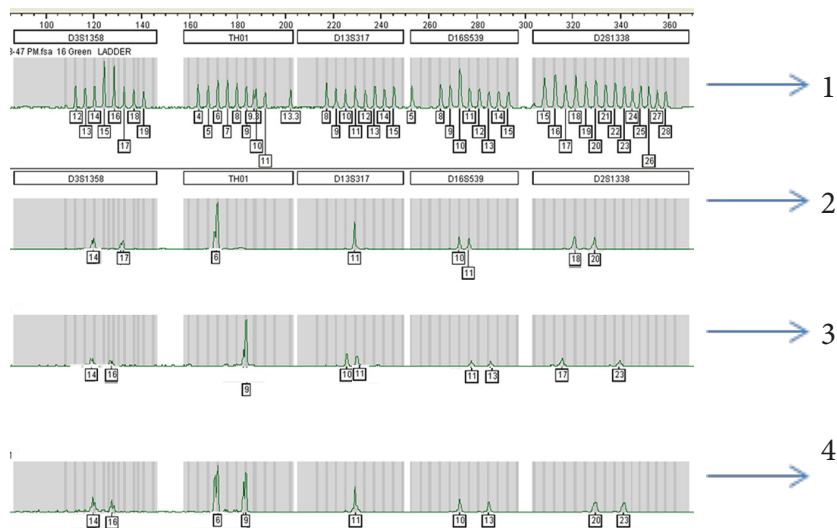 100 120 140 160 180 200 220 240 260 280 300 320 340 360
D3S1358 TH01 D13S317 D16S539 D2S1338
3-47 PM.fsa 16 Green LADDER
1
12 14 16 18 4 6 8 9.3 13.3 8 10 12 14 5 8 11 14 15 18 21 24 27
13 15 19 5 7 9 10 9 11 13 15 9 12 15 16 19 22 25 28
17 11 10 13 17 20 23
26
D3S1358 TH01 D13S317 D16S539 D2S1338
2
14 17 6 11 10 18 20
11
3
14 16 10 11 11 13 17 23
9
4
14 16 6 9 11 10 13 20 23